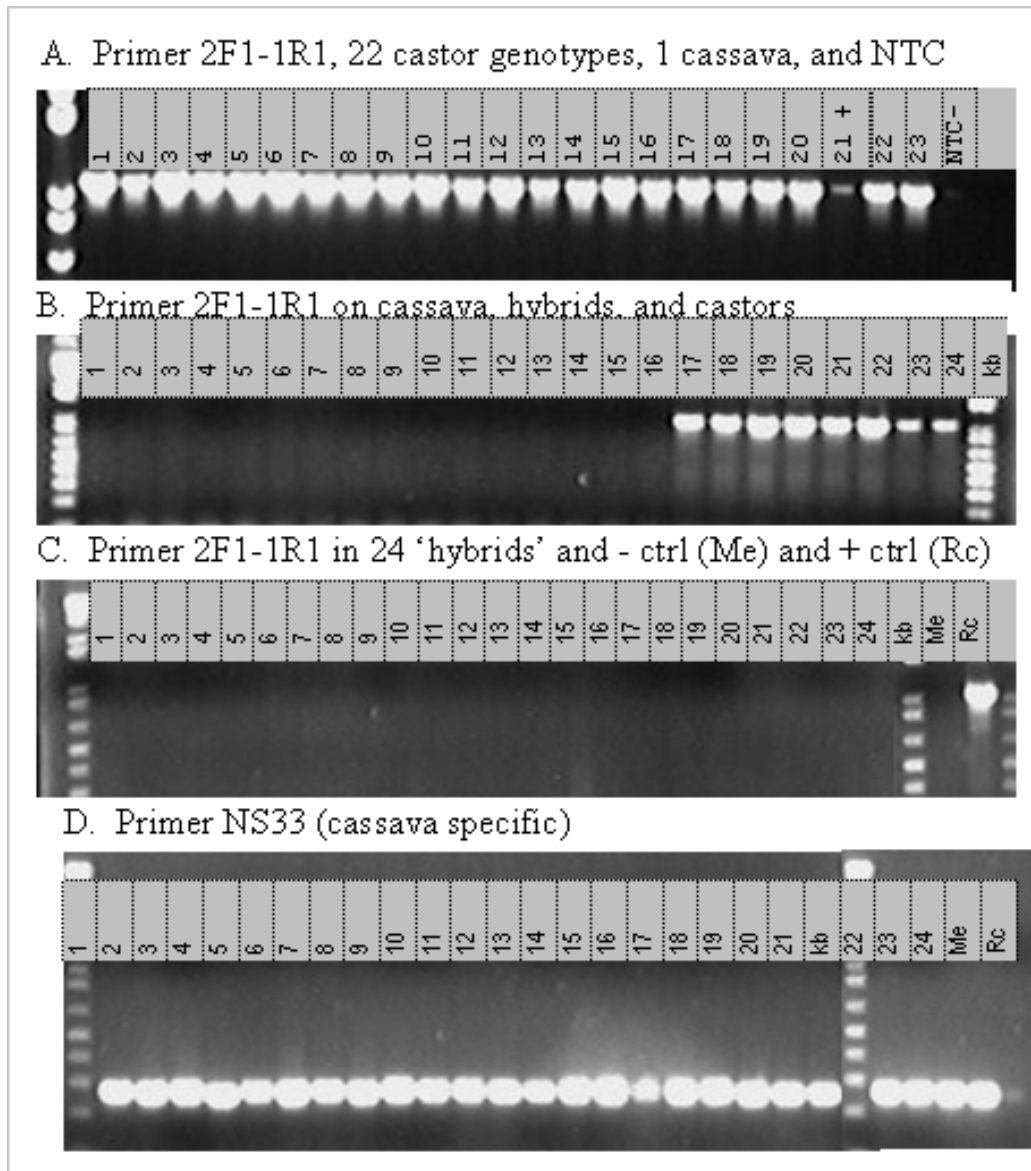 A. Primer 2F1-1R1, 22 castor genotypes, 1 cassava, and NTC
1 2 3 4 5 6 7 8 9 10 11 12 13 14 15 16 17 18 19 20 21 + 22 23 NTC-
B. Primer 2F1-1R1 on cassava, hybrids, and castors
1 2 3 4 5 6 7 8 9 10 11 12 13 14 15 16 17 18 19 20 21 22 23 24 kb
C. Primer 2F1-1R1 in 24 ‘hybrids’ and - ctrl (Me) and + ctrl (Rc)
1 2 3 4 5 6 7 8 9 10 11 12 13 14 15 16 17 18 19 20 21 22 23 24 kb Me Rc
D. Primer NS33 (cassava specific)
1 2 3 4 5 6 7 8 9 10 11 12 13 14 15 16 17 18 19 20 21 kb 22 23 24 Me Rc